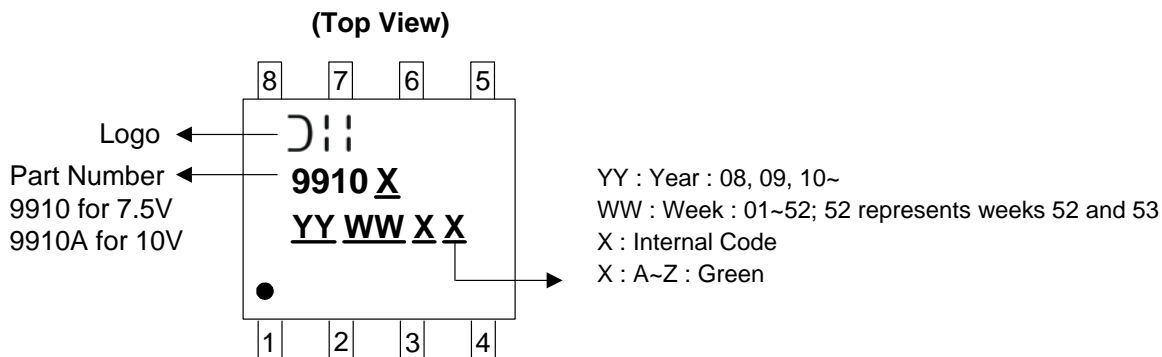 (Top View)
8 7 6 5
Logo
Part Number
9910 for 7.5V
9910A for 10V
9910 X
YY WW X X
YY : Year : 08, 09, 10~
WW : Week : 01~52; 52 represents weeks 52 and 53
X : Internal Code
X : A~Z : Green
1 2 3 4